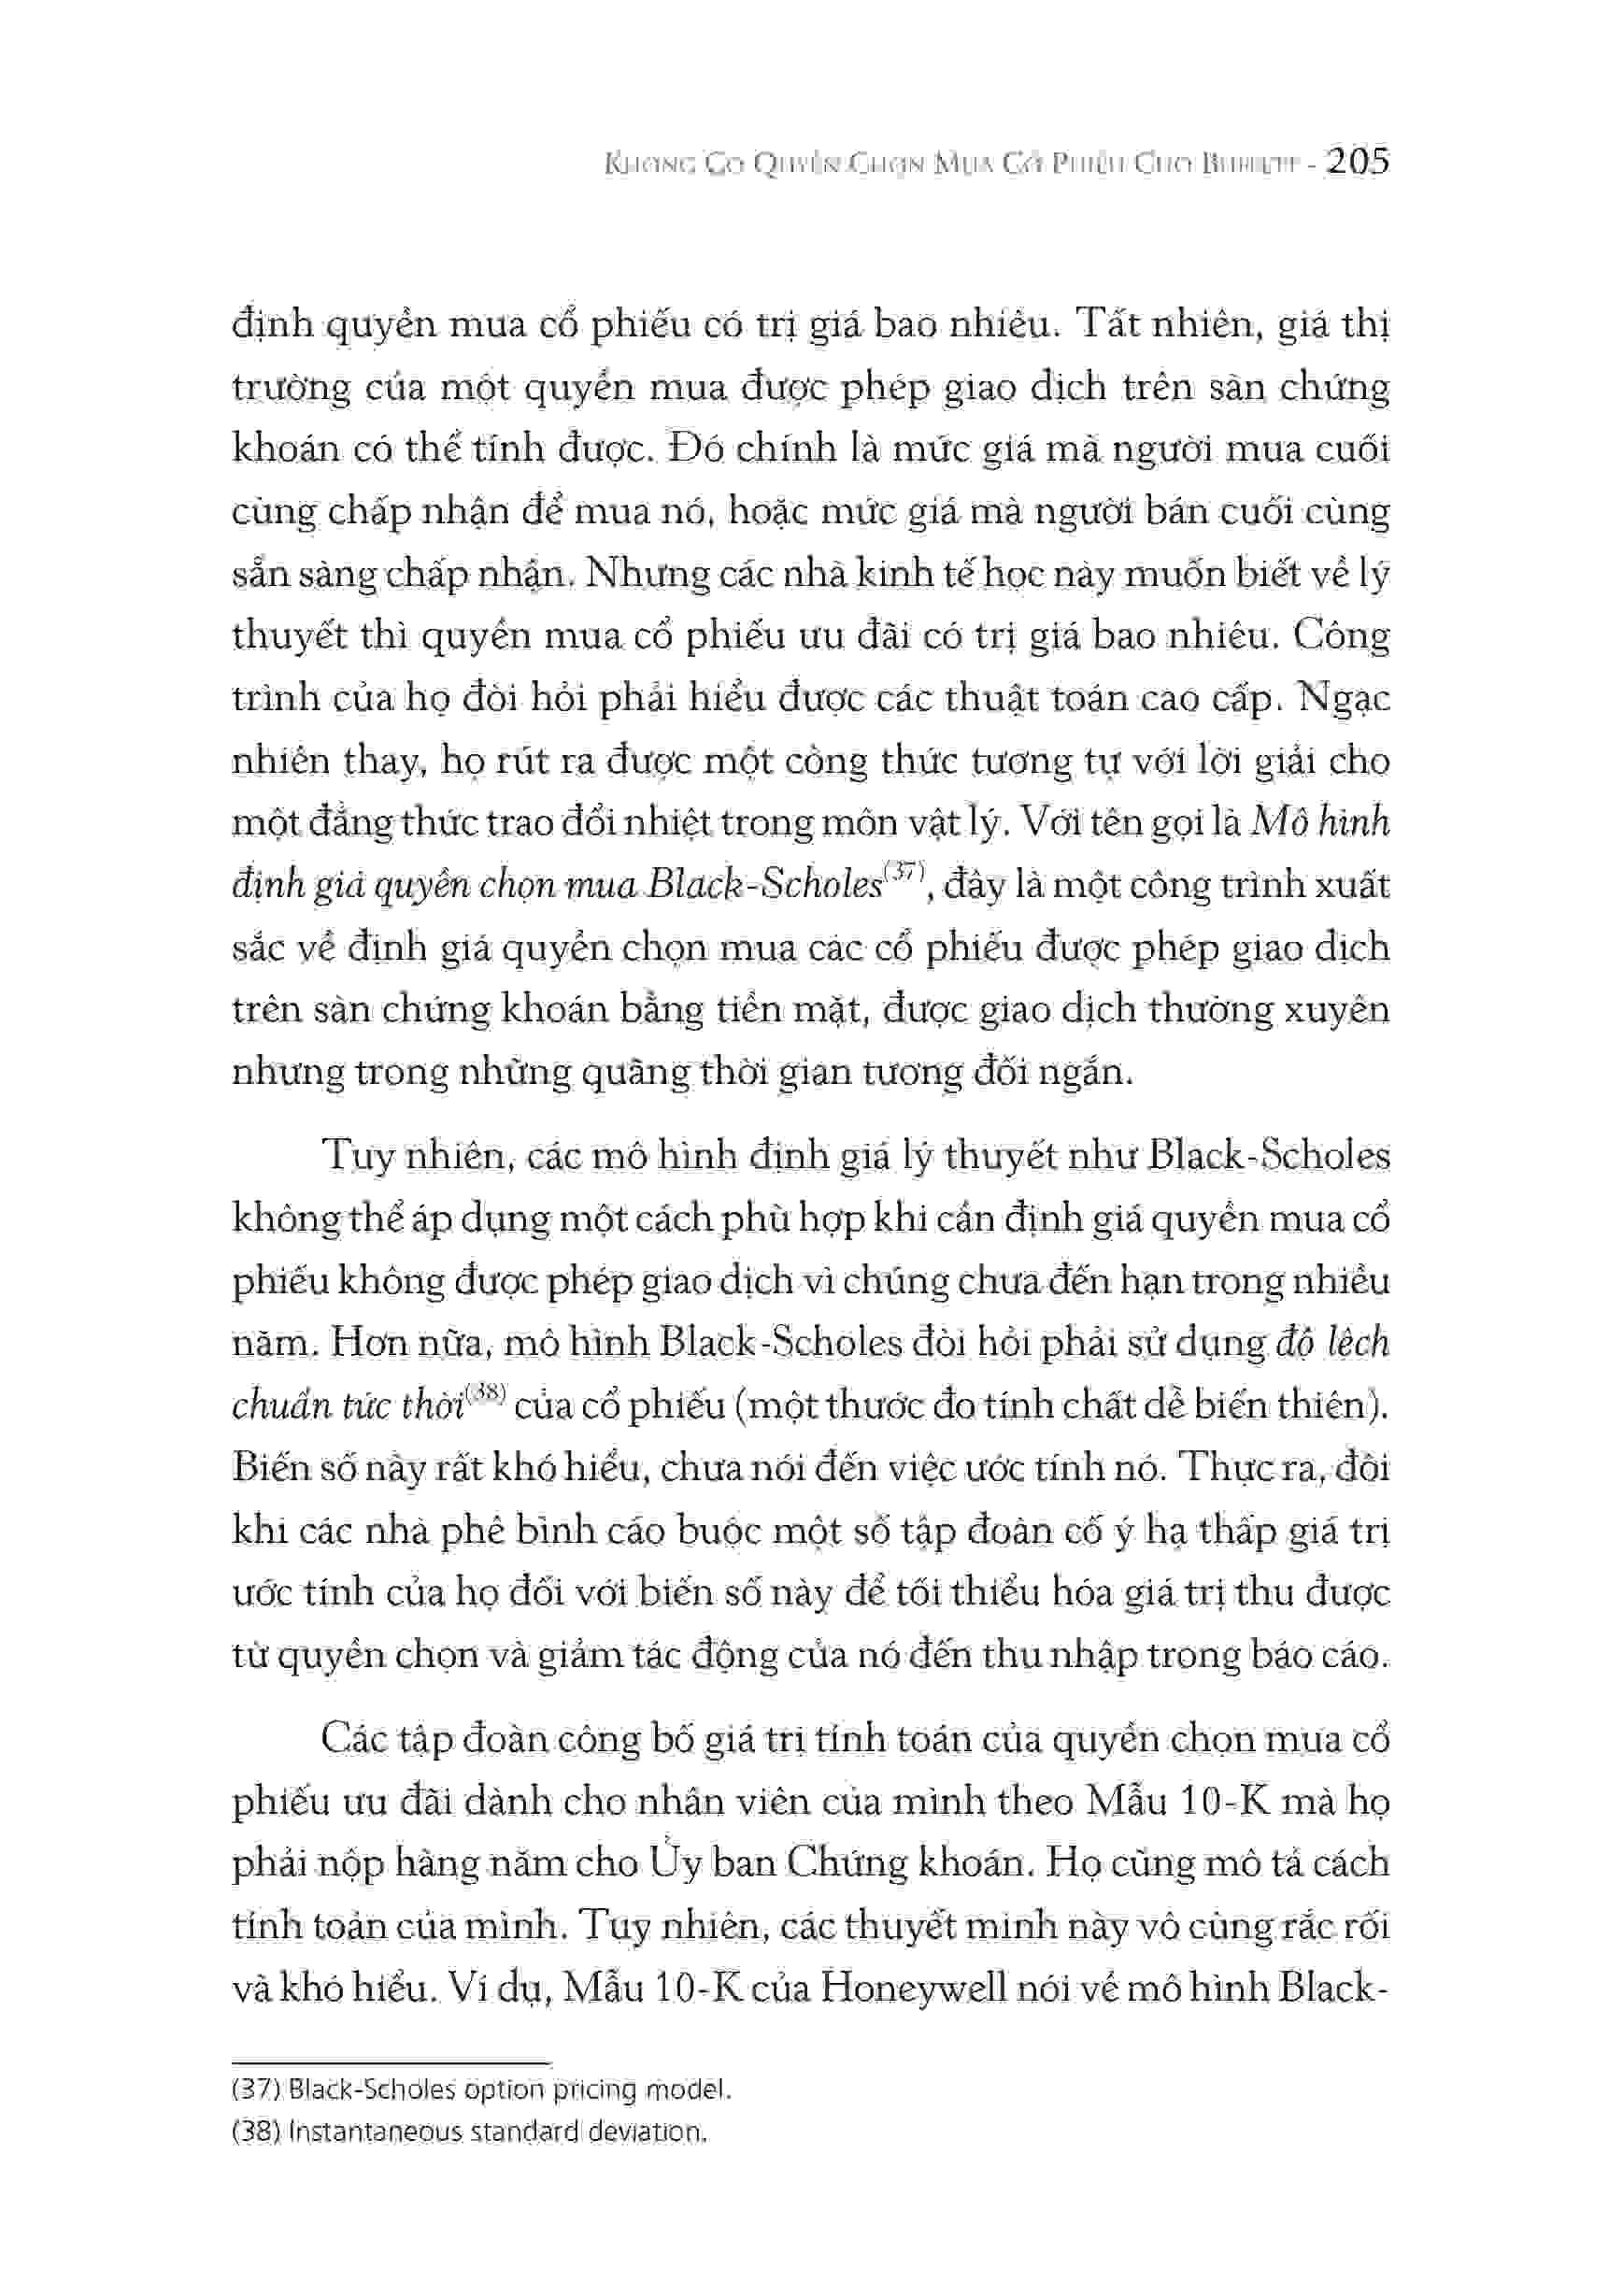 KHÔNG CÓ QUYỀN CHỌN MUA CỔ PHIẾU CHO BUFFETT - 205
định quyền mua cổ phiếu có trị giá bao nhiêu. Tất nhiên, giá thị
trường của một quyền mua được phép giao dịch trên sàn chứng
khoán có thể tính được. Đó chính là mức giá mà người mua cuối
cùng chấp nhận để mua nó, hoặc mức giá mà người bán cuối cùng
sẵn sàng chấp nhận. Nhưng các nhà kinh tế học này muốn biết về lý
thuyết thì quyền mua cổ phiếu ưu đãi có trị giá bao nhiêu. Công
trình của họ đòi hỏi phải hiểu được các thuật toán cao cấp. Ngạc
nhiên thay, họ rút ra được một công thức tương tự với lời giải cho
một đẳng thức trao đổi nhiệt trong môn vật lý. Với tên gọi là Mô hình
định giá quyền chọn mua Black-Scholes(37), đây là một công trình xuất
sắc về định giá quyền chọn mua các cổ phiếu được phép giao dịch
trên sàn chứng khoán bằng tiền mặt, được giao dịch thường xuyên
nhưng trong những quãng thời gian tương đối ngắn.
Tuy nhiên, các mô hình định giá lý thuyết như Black-Scholes
không thể áp dụng một cách phù hợp khi cần định giá quyền mua cổ
phiếu không được phép giao dịch vì chúng chưa đến hạn trong nhiều
năm. Hơn nữa, mô hình Black-Scholes đòi hỏi phải sử dụng độ lệch
chuẩn tức thời(38) của cổ phiếu (một thước đo tính chất dễ biến thiên).
Biến số này rất khó hiểu, chưa nói đến việc ước tính nó. Thực ra, đôi
khi các nhà phê bình cáo buộc một số tập đoàn cố ý hạ thấp giá trị
ước tính của họ đối với biến số này để tối thiểu hóa giá trị thu được
từ quyền chọn và giảm tác động của nó đến thu nhập trong báo cáo.
Các tập đoàn công bố giá trị tính toán của quyền chọn mua cổ
phiếu ưu đãi dành cho nhân viên của mình theo Mẫu 10-K mà họ
phải nộp hàng năm cho Ủy ban Chứng khoán. Họ cũng mô tả cách
tính toán của mình. Tuy nhiên, các thuyết minh này vô cùng rắc rối
và khó hiểu. Ví dụ, Mẫu 10-K của Honeywell nói về mô hình Black-
(37) Black-Scholes option pricing model.
(38) Instantaneous standard deviation.